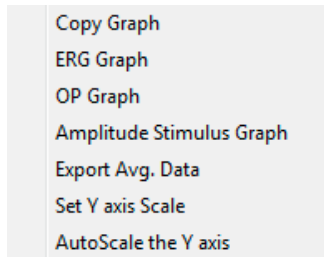 Copy Graph
ERG Graph
OP Graph
Amplitude Stimulus Graph
Export Avg. Data
Set Y axis Scale
AutoScale the Y axis